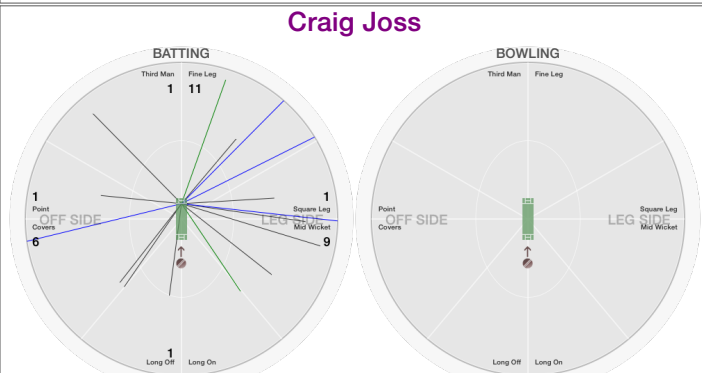 Craig Joss
BATTING
Third Man
Fine Leg
1
11
1
Point
OFF SIDE
Covers
6
1
Square Leg
LEG SIDE
Mid Wicket
9
1
Long Off
Long On
BOWLING
Third Man
Fine Leg
Point
OFF SIDE
Covers
Square Leg
LEG SIDE
Mid Wicket
Long Off
Long On